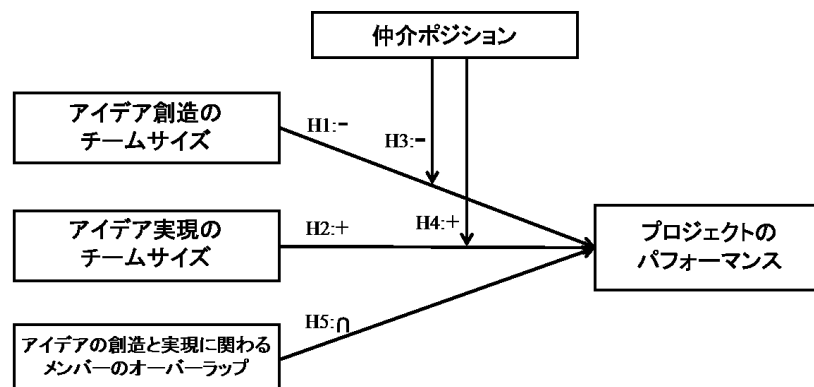 仲介ポジション
アイデア創造の
チームサイズ
H1:-
H3:-
アイデア実現の
チームサイズ
H2:+
H4:+
プロジェクトの
パフォーマンス
H5:∩
アイデアの創造と実現に関わる
メンバーのオーバーラップ